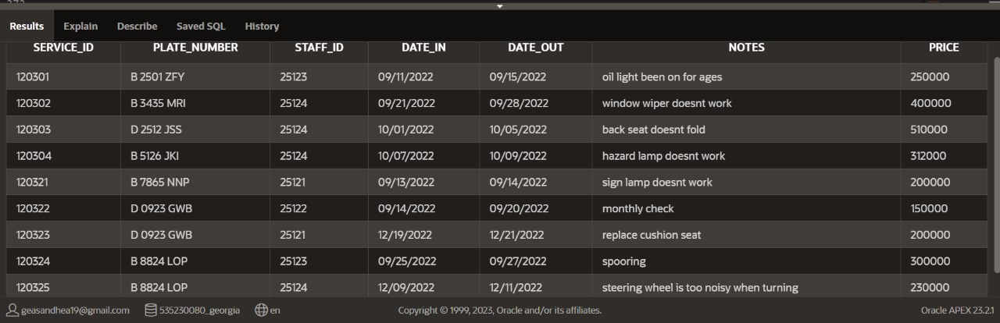 Results Explain Describe Saved SQL History
SERVICE_ID PLATE_NUMBER STAFF_ID DATE_IN DATE_OUT NOTES PRICE
120301 B 2501 ZFY 25123 09/11/2022 09/15/2022 oil light been on for ages 250000
120302 B 3435 MRI 25124 09/21/2022 09/28/2022 window wiper doesnt work 400000
120303 D 2512 JSS 25124 10/01/2022 10/05/2022 back seat doesnt fold 510000
120304 B 5126 JKI 25124 10/07/2022 10/09/2022 hazard lamp doesnt work 312000
120321 B 7865 NNP 25121 09/13/2022 09/14/2022 sign lamp doesnt work 200000
120322 D 0923 GWB 25122 09/14/2022 09/20/2022 monthly check 150000
120323 D 0923 GWB 25121 12/19/2022 12/21/2022 replace cushion seat 200000
120324 B 8824 LOP 25123 09/25/2022 09/27/2022 spooring 300000
120325 B 8824 LOP 25124 12/09/2022 12/11/2022 steering wheel is too noisy when turning 230000
geasandhea19@gmail.com 535230080_georgia en Copyright © 1999, 2023, Oracle and/or its affiliates. Oracle APEX 23.2.1